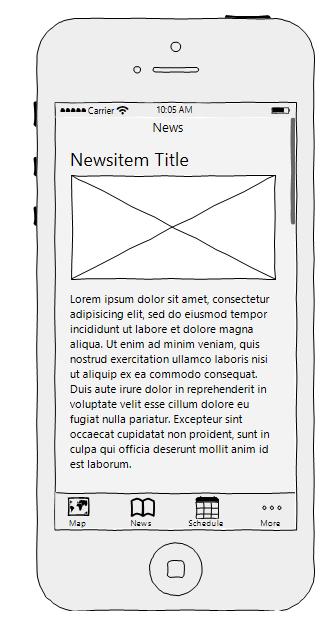 Carrier 10:05 AM
News
Newsitem Title
Lorem ipsum dolor sit amet, consectetur
adipisicing elit, sed do eiusmod tempor
incididunt ut labore et dolore magna
aliqua. Ut enim ad minim veniam, quis
nostrud exercitation ullamco laboris nisi
ut aliquip ex ea commodo consequat.
Duis aute irure dolor in reprehenderit in
voluptate velit esse cillum dolore eu
fugiat nulla pariatur. Excepteur sint
occaecat cupidatat non proident, sunt in
culpa qui officia deserunt mollit anim id
est laborum.
Map News Schedule More